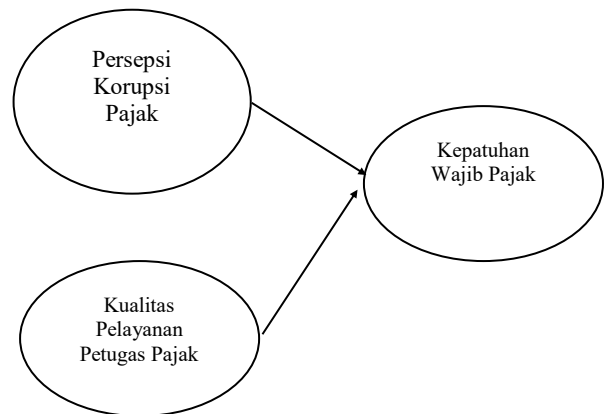 Persepsi
Korupsi
Pajak
Kepatuhan
Wajib Pajak
Kualitas
Pelayanan
Petugas Pajak